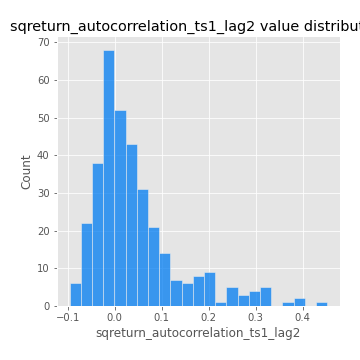 sqreturn_autocorrelation_ts1_lag2 value distribut
70
60
50
40
30
20
10
0
Count
−0.1 0.0 0.1 0.2 0.3 0.4
sqreturn_autocorrelation_ts1_lag2